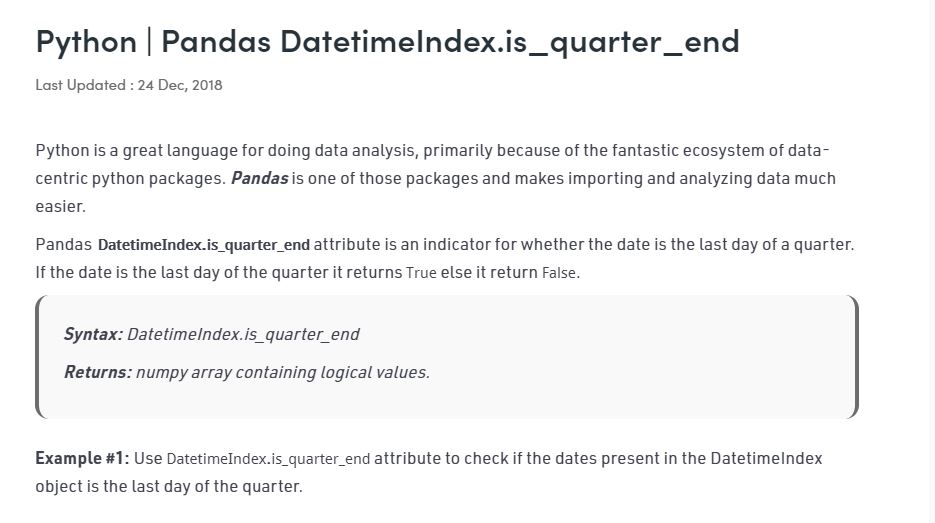 Python | Pandas DatetimeIndex.is_quarter_end
Last Updated : 24 Dec, 2018
Python is a great language for doing data analysis, primarily because of the fantastic ecosystem of data-
centric python packages. Pandas is one of those packages and makes importing and analyzing data much
easier.
Pandas DatetimeIndex.is_quarter_end attribute is an indicator for whether the date is the last day of a quarter.
If the date is the last day of the quarter it returns True else it return False.
Syntax: DatetimeIndex.is_quarter_end
Returns: numpy array containing logical values.
Example #1: Use DatetimeIndex.is_quarter_end attribute to check if the dates present in the DatetimeIndex
object is the last day of the quarter.